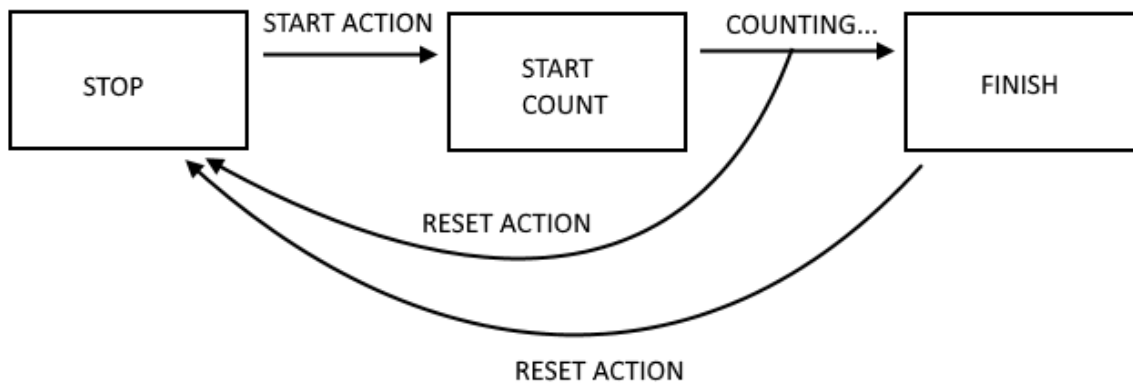 START ACTION
COUNTING...
STOP
START
COUNT
FINISH
RESET ACTION
RESET ACTION